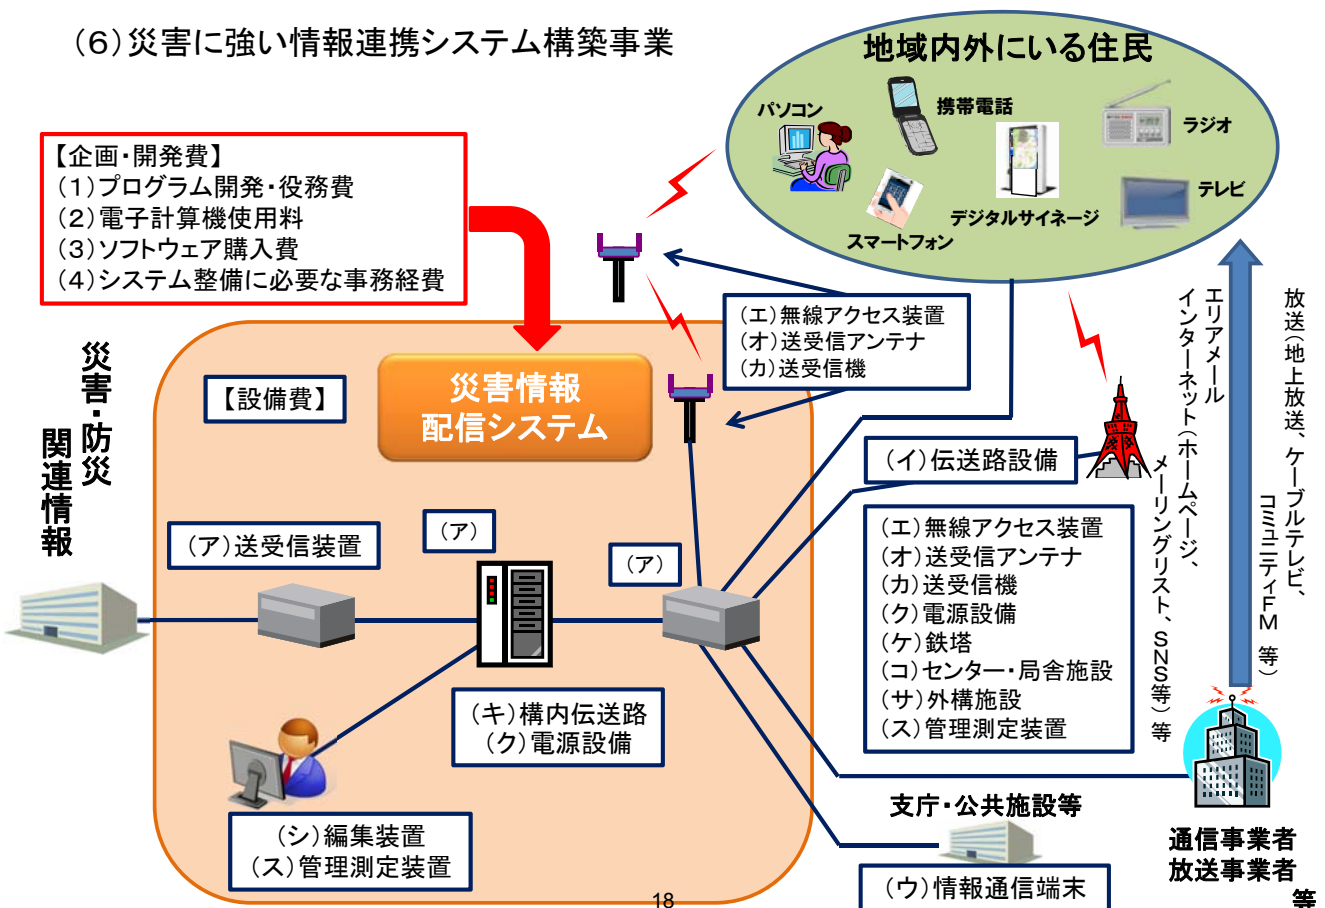 (6)災害に強い情報連携システム構築事業
地域内外にいる住民
パソコン
携帯電話
ラジオ
スマートフォン
デジタルサイネージ
テレビ
【企画・開発費】
(1)プログラム開発・役務費
(2)電子計算機使用料
(3)ソフトウェア購入費
(4)システム整備に必要な事務経費
(エ)無線アクセス装置
(オ)送受信アンテナ
(カ)送受信機
災害・防災
関連情報
【設備費】
災害情報
配信システム
(ア)送受信装置
(ア)
(ア)
(キ)構内伝送路
(ク)電源設備
(シ)編集装置
(ス)管理測定装置
(イ)伝送路設備
(エ)無線アクセス装置
(オ)送受信アンテナ
(カ)送受信機
(ク)電源設備
(ケ)鉄塔
(コ)センター・局舎施設
(サ)外構施設
(ス)管理測定装置
放送(地上放送、ケーブルテレビ、
コミュニティFM 等)
エリアメール
インターネット(ホームページ、
メーリングリスト、SNS等)等
支庁・公共施設等
(ウ)情報通信端末
通信事業者
放送事業者
等
18